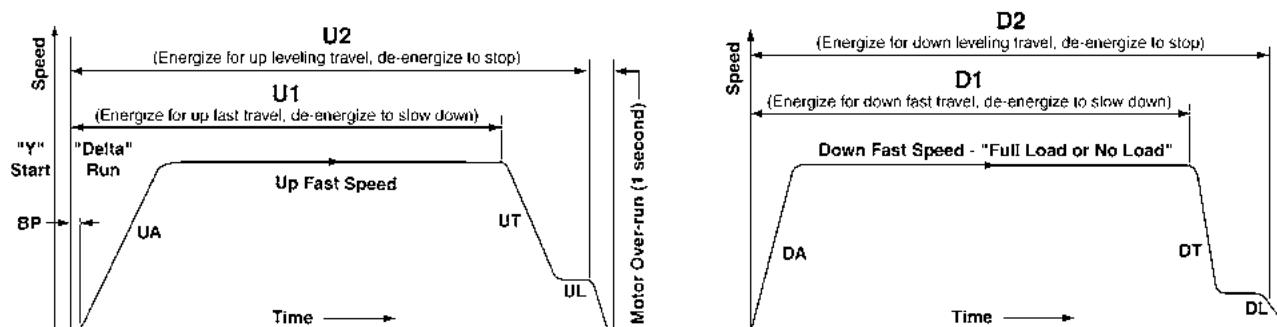 U2
(Energize for up leveling travel, de-energize to stop)
U1
(Energize for up fast travel, de-energize to slow down)
Speed
"Y"
Start
"Delta"
Run
Up Fast Speed
BP
UA
UT
UL
Time
Motor Over-run (1 second)
D2
(Energize for down leveling travel, de-energize to stop)
D1
(Energize for down fast travel, de-energize to slow down)
Speed
Down Fast Speed - "Full Load or No Load"
DA
DT
DL
Time